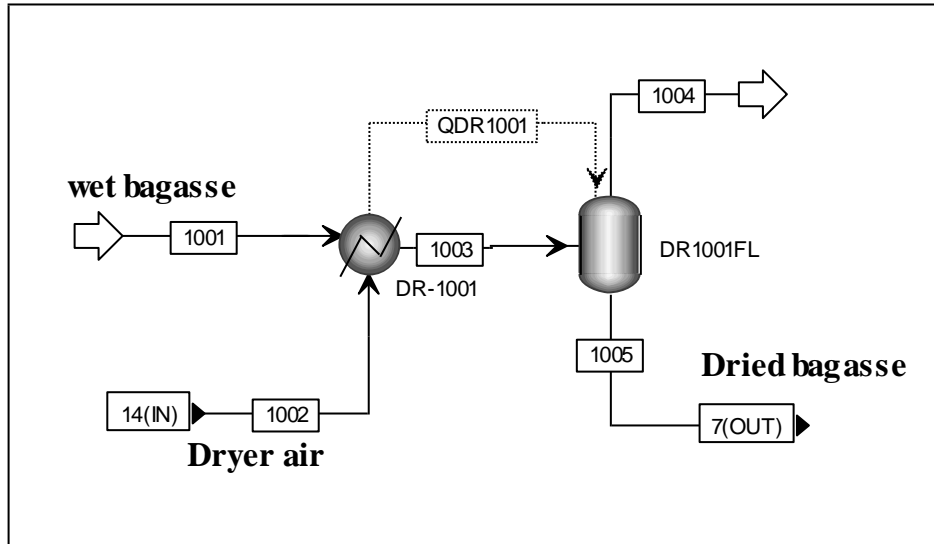 1004
QDR1001
wet bagasse
1001
1003
DR1001FL
DR-1001
1005
Dried bagasse
14(IN)
1002
7(OUT)
Dryer air